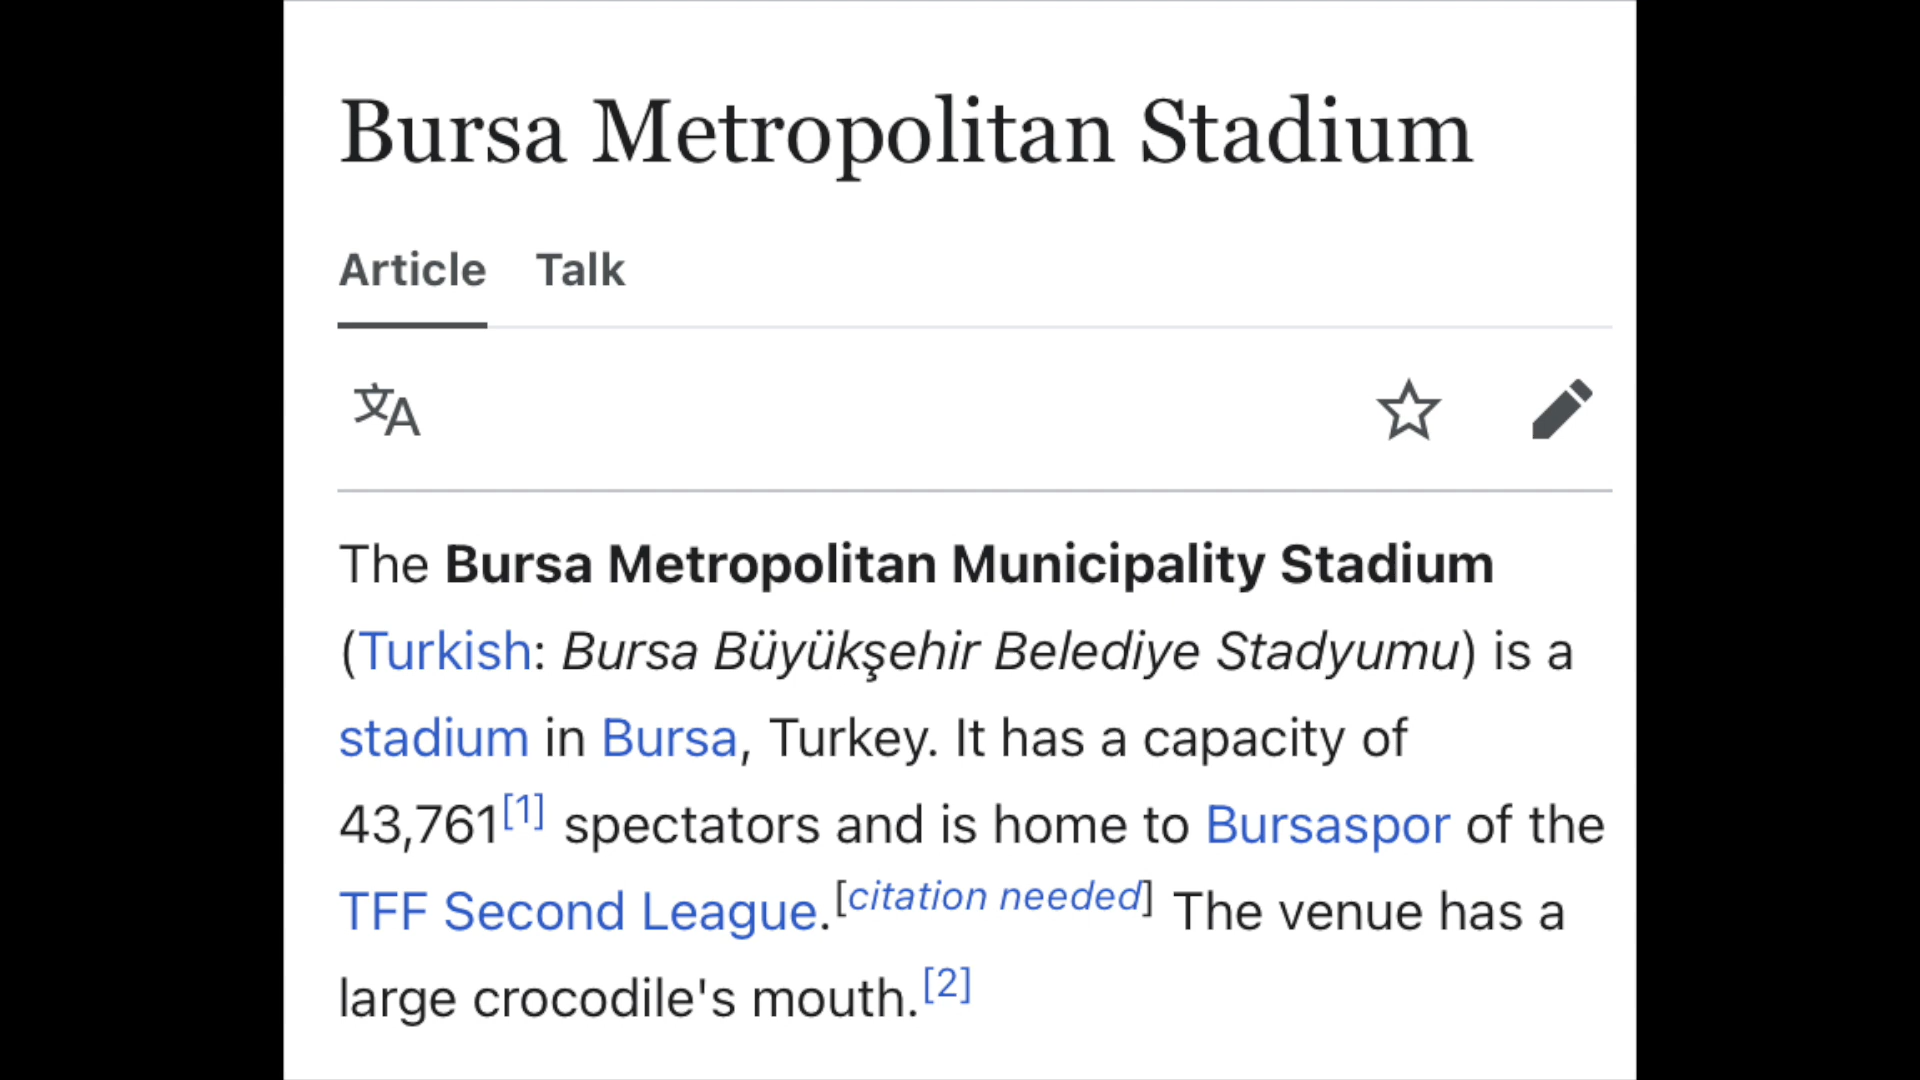 Bursa Metropolitan Stadium
Article Talk
文A
The Bursa Metropolitan Municipality Stadium
(Turkish: Bursa Büyükşehir Belediye Stadyumu) is a
stadium in Bursa, Turkey. It has a capacity of
43,761[1] spectators and is home to Bursaspor of the
TFF Second League.[citation needed] The venue has a
large crocodile's mouth.[2]